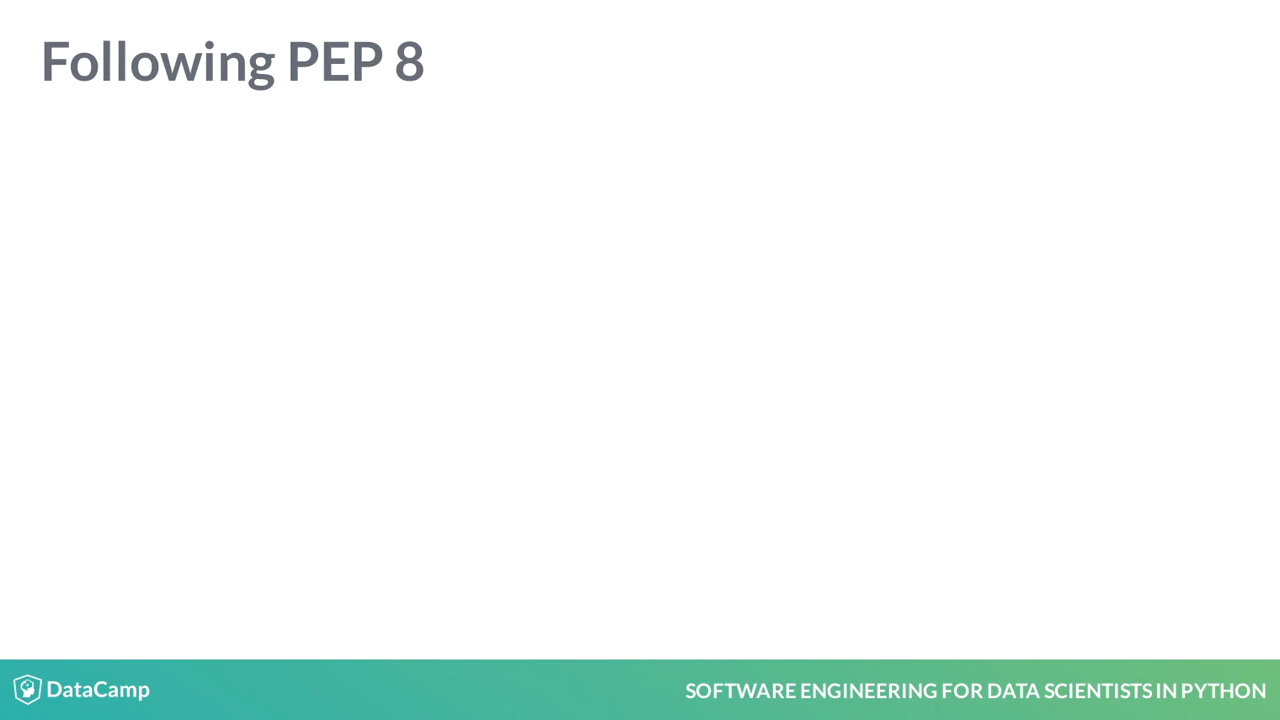 Following PEP 8
DataCamp
SOFTWARE ENGINEERING FOR DATA SCIENTISTS IN PYTHON